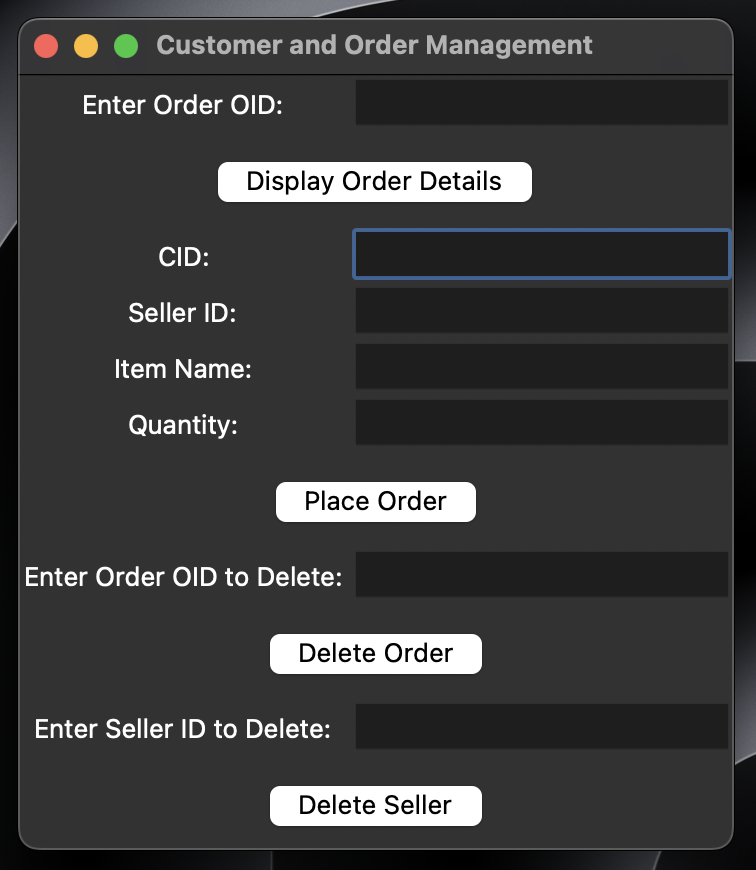 Customer and Order Management
Enter Order OID:
Display Order Details
CID:
Seller ID:
Item Name:
Quantity:
Place Order
Enter Order OID to Delete:
Delete Order
Enter Seller ID to Delete:
Delete Seller